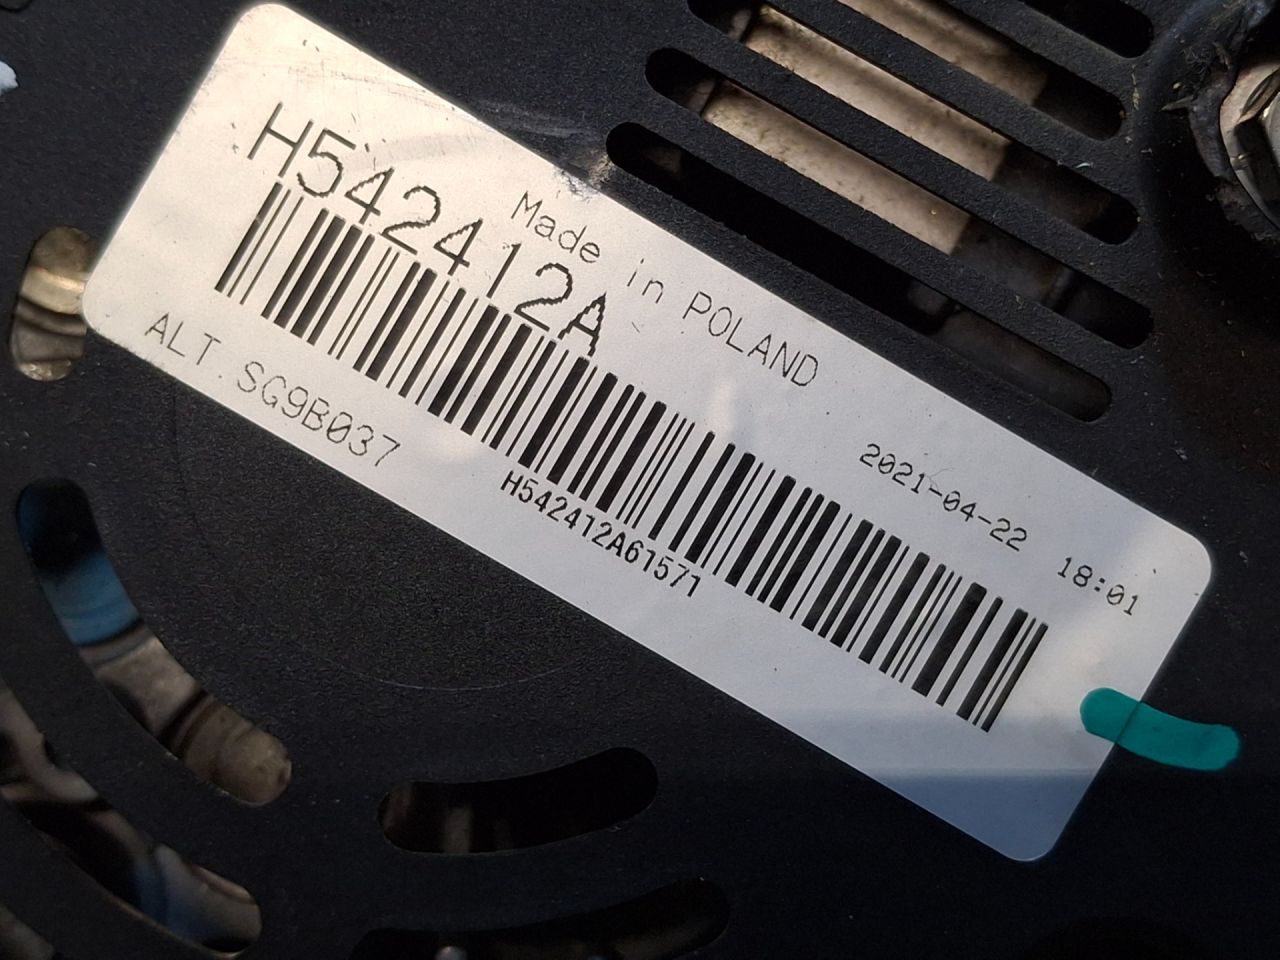 H542412A
Made in POLAND
ALT. SG9B037
H542412A61571
2021-04-22 18:01